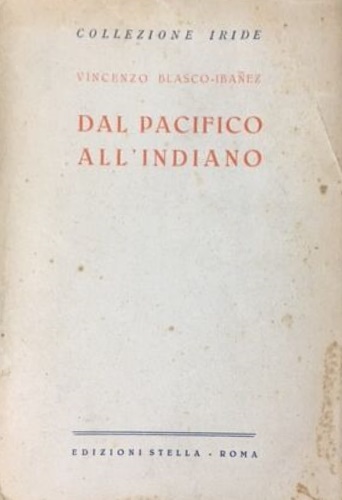 COLLEZIONE IRIDE
VINCENZO BLASCO-IBAÑEZ
DAL PACIFICO
ALL'INDIANO
EDIZIONI STELLA - ROMA